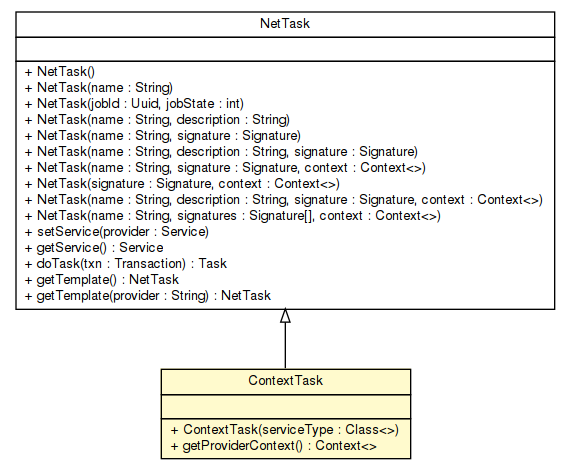 NetTask
+ NetTask()
+ NetTask(name : String)
+ NetTask(jobId : Uuid, jobState : int)
+ NetTask(name : String, description : String)
+ NetTask(name : String, signature : Signature)
+ NetTask(name : String, description : String, signature : Signature)
+ NetTask(name : String, signature : Signature, context : Context<>)
+ NetTask(signature : Signature, context : Context<>)
+ NetTask(name : String, description : String, signature : Signature, context : Context<>)
+ NetTask(name : String, signatures : Signature[], context : Context<>)
+ setService(provider : Service)
+ getService() : Service
+ doTask(txn : Transaction) : Task
+ getTemplate() : NetTask
+ getTemplate(provider : String) : NetTask
ContextTask
+ ContextTask(serviceType : Class<>)
+ getProviderContext() : Context<>